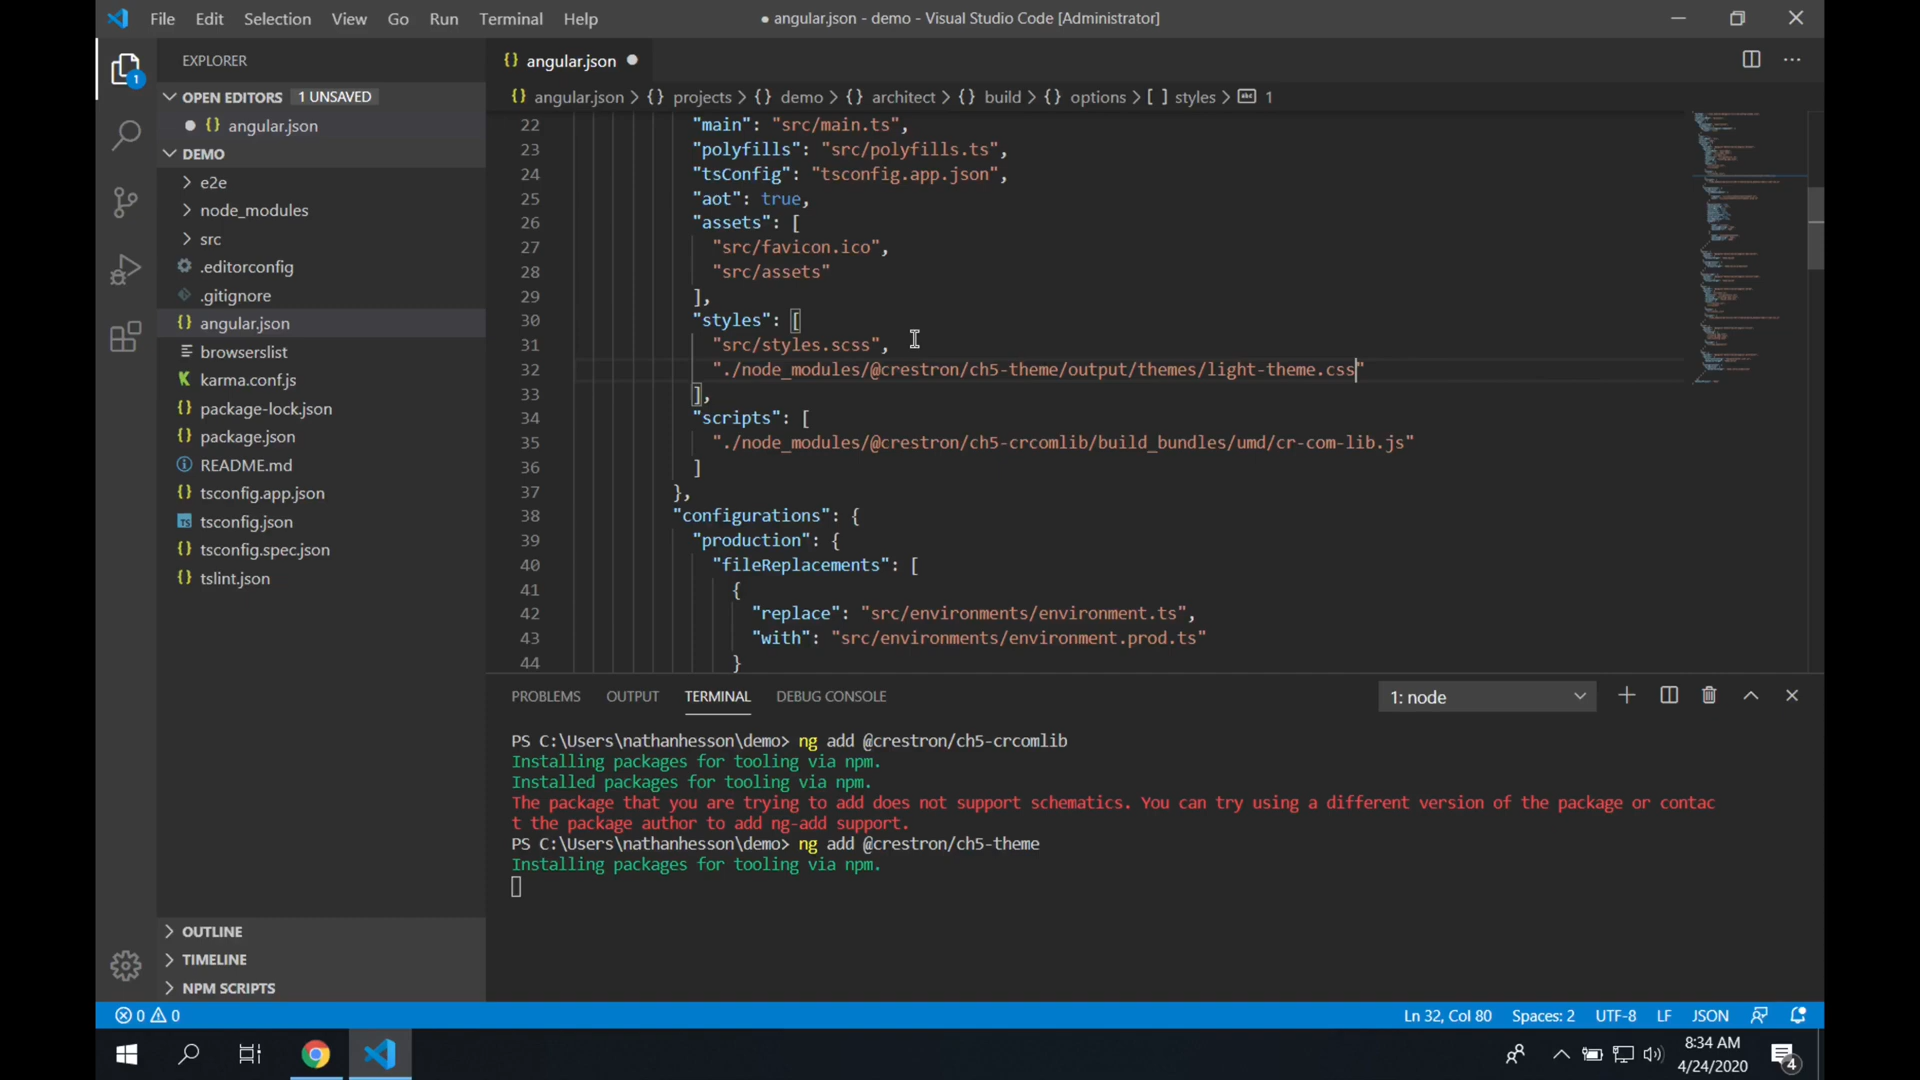 File Edit Selection View Go Run Terminal Help
● angular.json - demo - Visual Studio Code [Administrator]
EXPLORER
1
OPEN EDITORS 1 UNSAVED
angular.json
DEMO
e2e
node_modules
src
.editorconfig
.gitignore
angular.json
browserslist
karma.conf.js
package-lock.json
package.json
README.md
tsconfig.app.json
tsconfig.json
tsconfig.spec.json
tslint.json
OUTLINE
TIMELINE
NPM SCRIPTS
angular.json
angular.json > {} projects > {} demo > {} architect > {} build > {} options > [ ] styles > abc 1
22 "main": "src/main.ts",
23 "polyfills": "src/polyfills.ts",
24 "tsConfig": "tsconfig.app.json",
25 "aot": true,
26 "assets": [
27 "src/favicon.ico",
28 "src/assets"
29 ],
30 "styles": [
31 "src/styles.scss",
32 "./node_modules/@crestron/ch5-theme/output/themes/light-theme.css"
33 ],
34 "scripts": [
35 "./node_modules/@crestron/ch5-crcomlib/build_bundles/umd/cr-com-lib.js"
36 ]
37 },
38 "configurations": {
39 "production": {
40 "fileReplacements": [
41 {
42 "replace": "src/environments/environment.ts",
43 "with": "src/environments/environment.prod.ts"
44 }
PROBLEMS OUTPUT TERMINAL DEBUG CONSOLE
1: node
PS C:\Users\nathanhesson\demo> ng add @crestron/ch5-crcomlib
Installing packages for tooling via npm.
Installed packages for tooling via npm.
The package that you are trying to add does not support schematics. You can try using a different version of the package or contac
t the package author to add ng-add support.
PS C:\Users\nathanhesson\demo> ng add @crestron/ch5-theme
Installing packages for tooling via npm.
0 0
Ln 32, Col 80 Spaces: 2 UTF-8 LF JSON
8:34 AM
4/24/2020
4